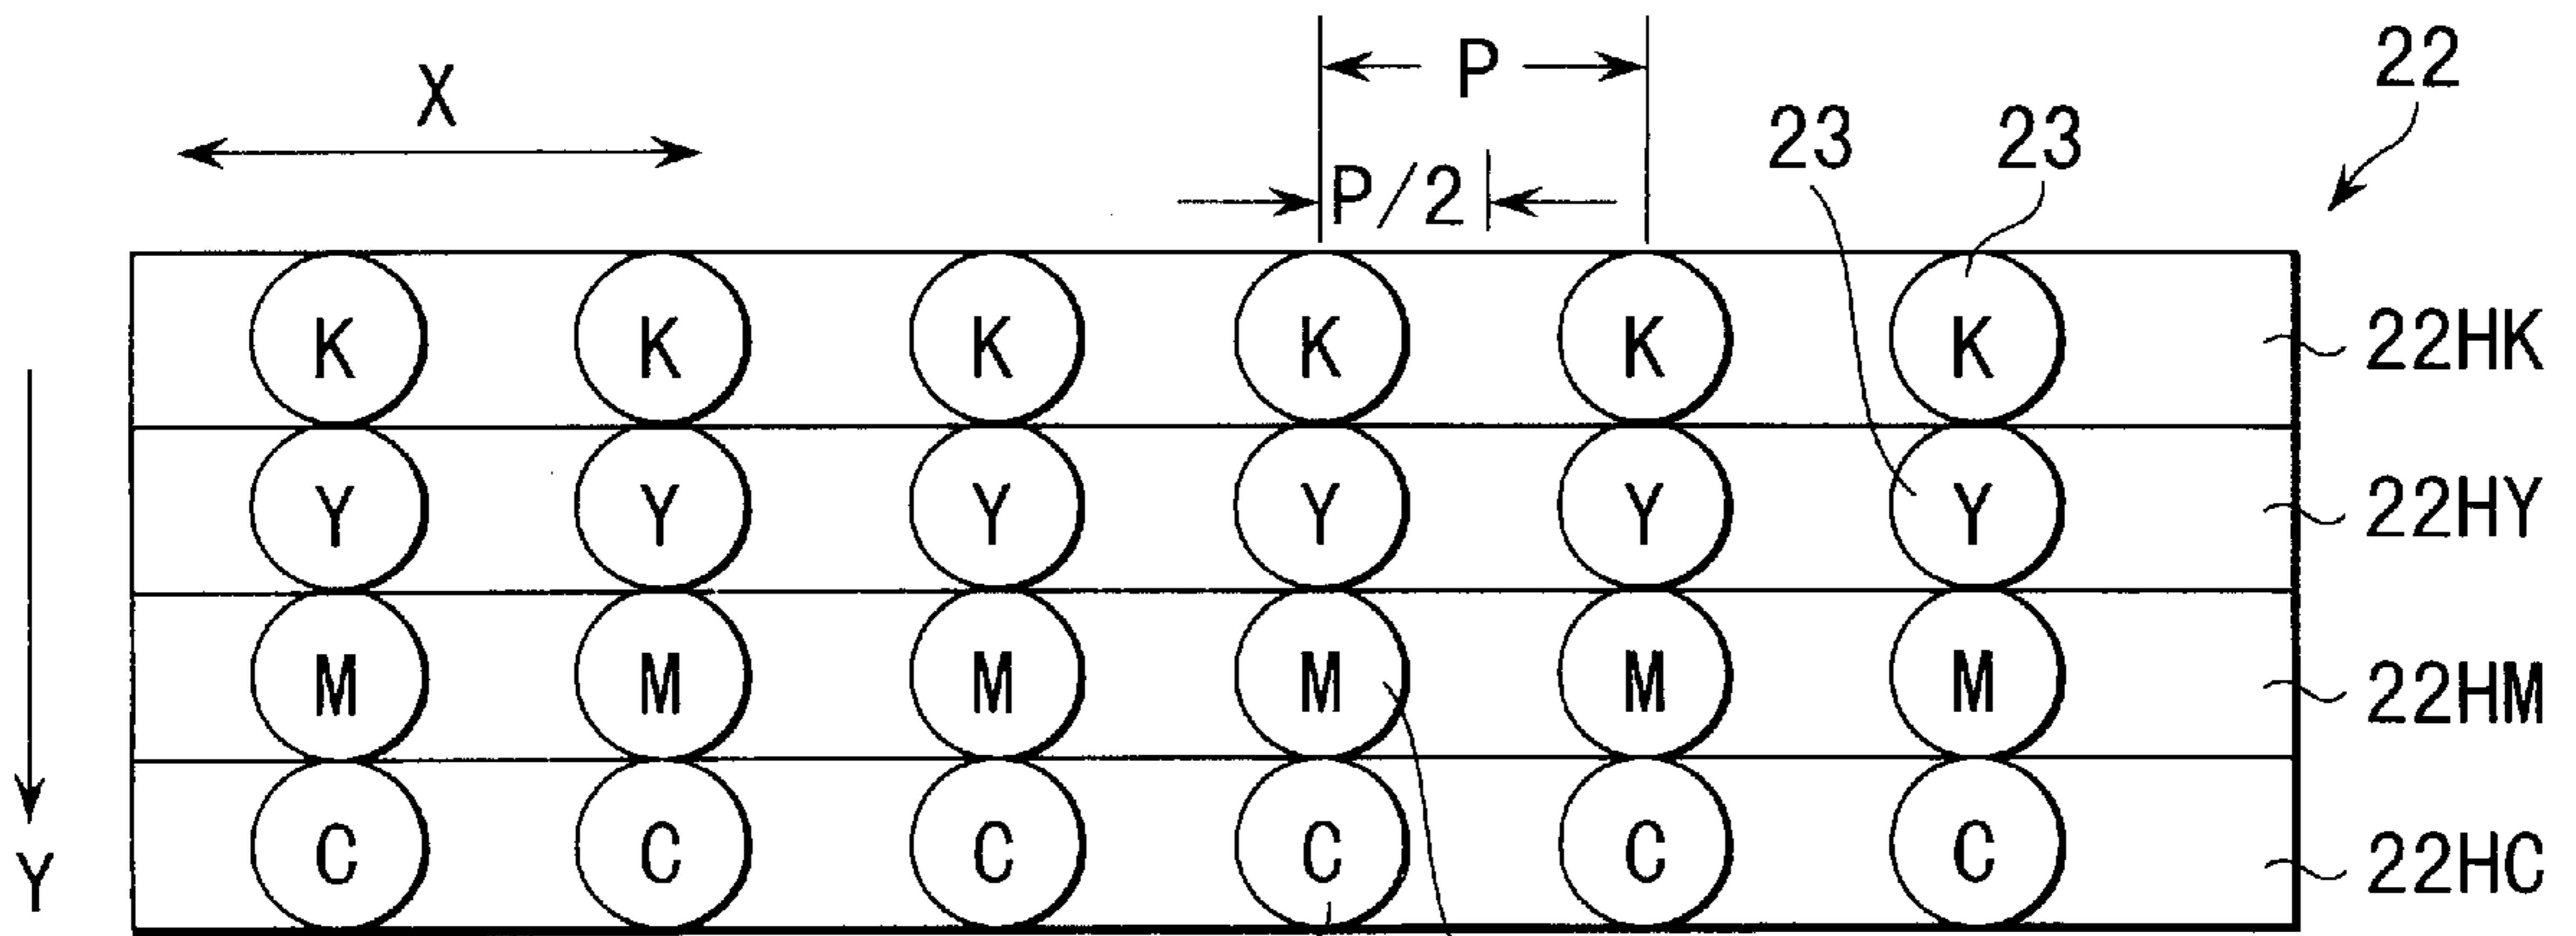 X
P
P/2
22
23 23
K K K K K K 22HK
Y Y Y Y Y Y 22HY
M M M M M M 22HM
C C C C C C 22HC
Y